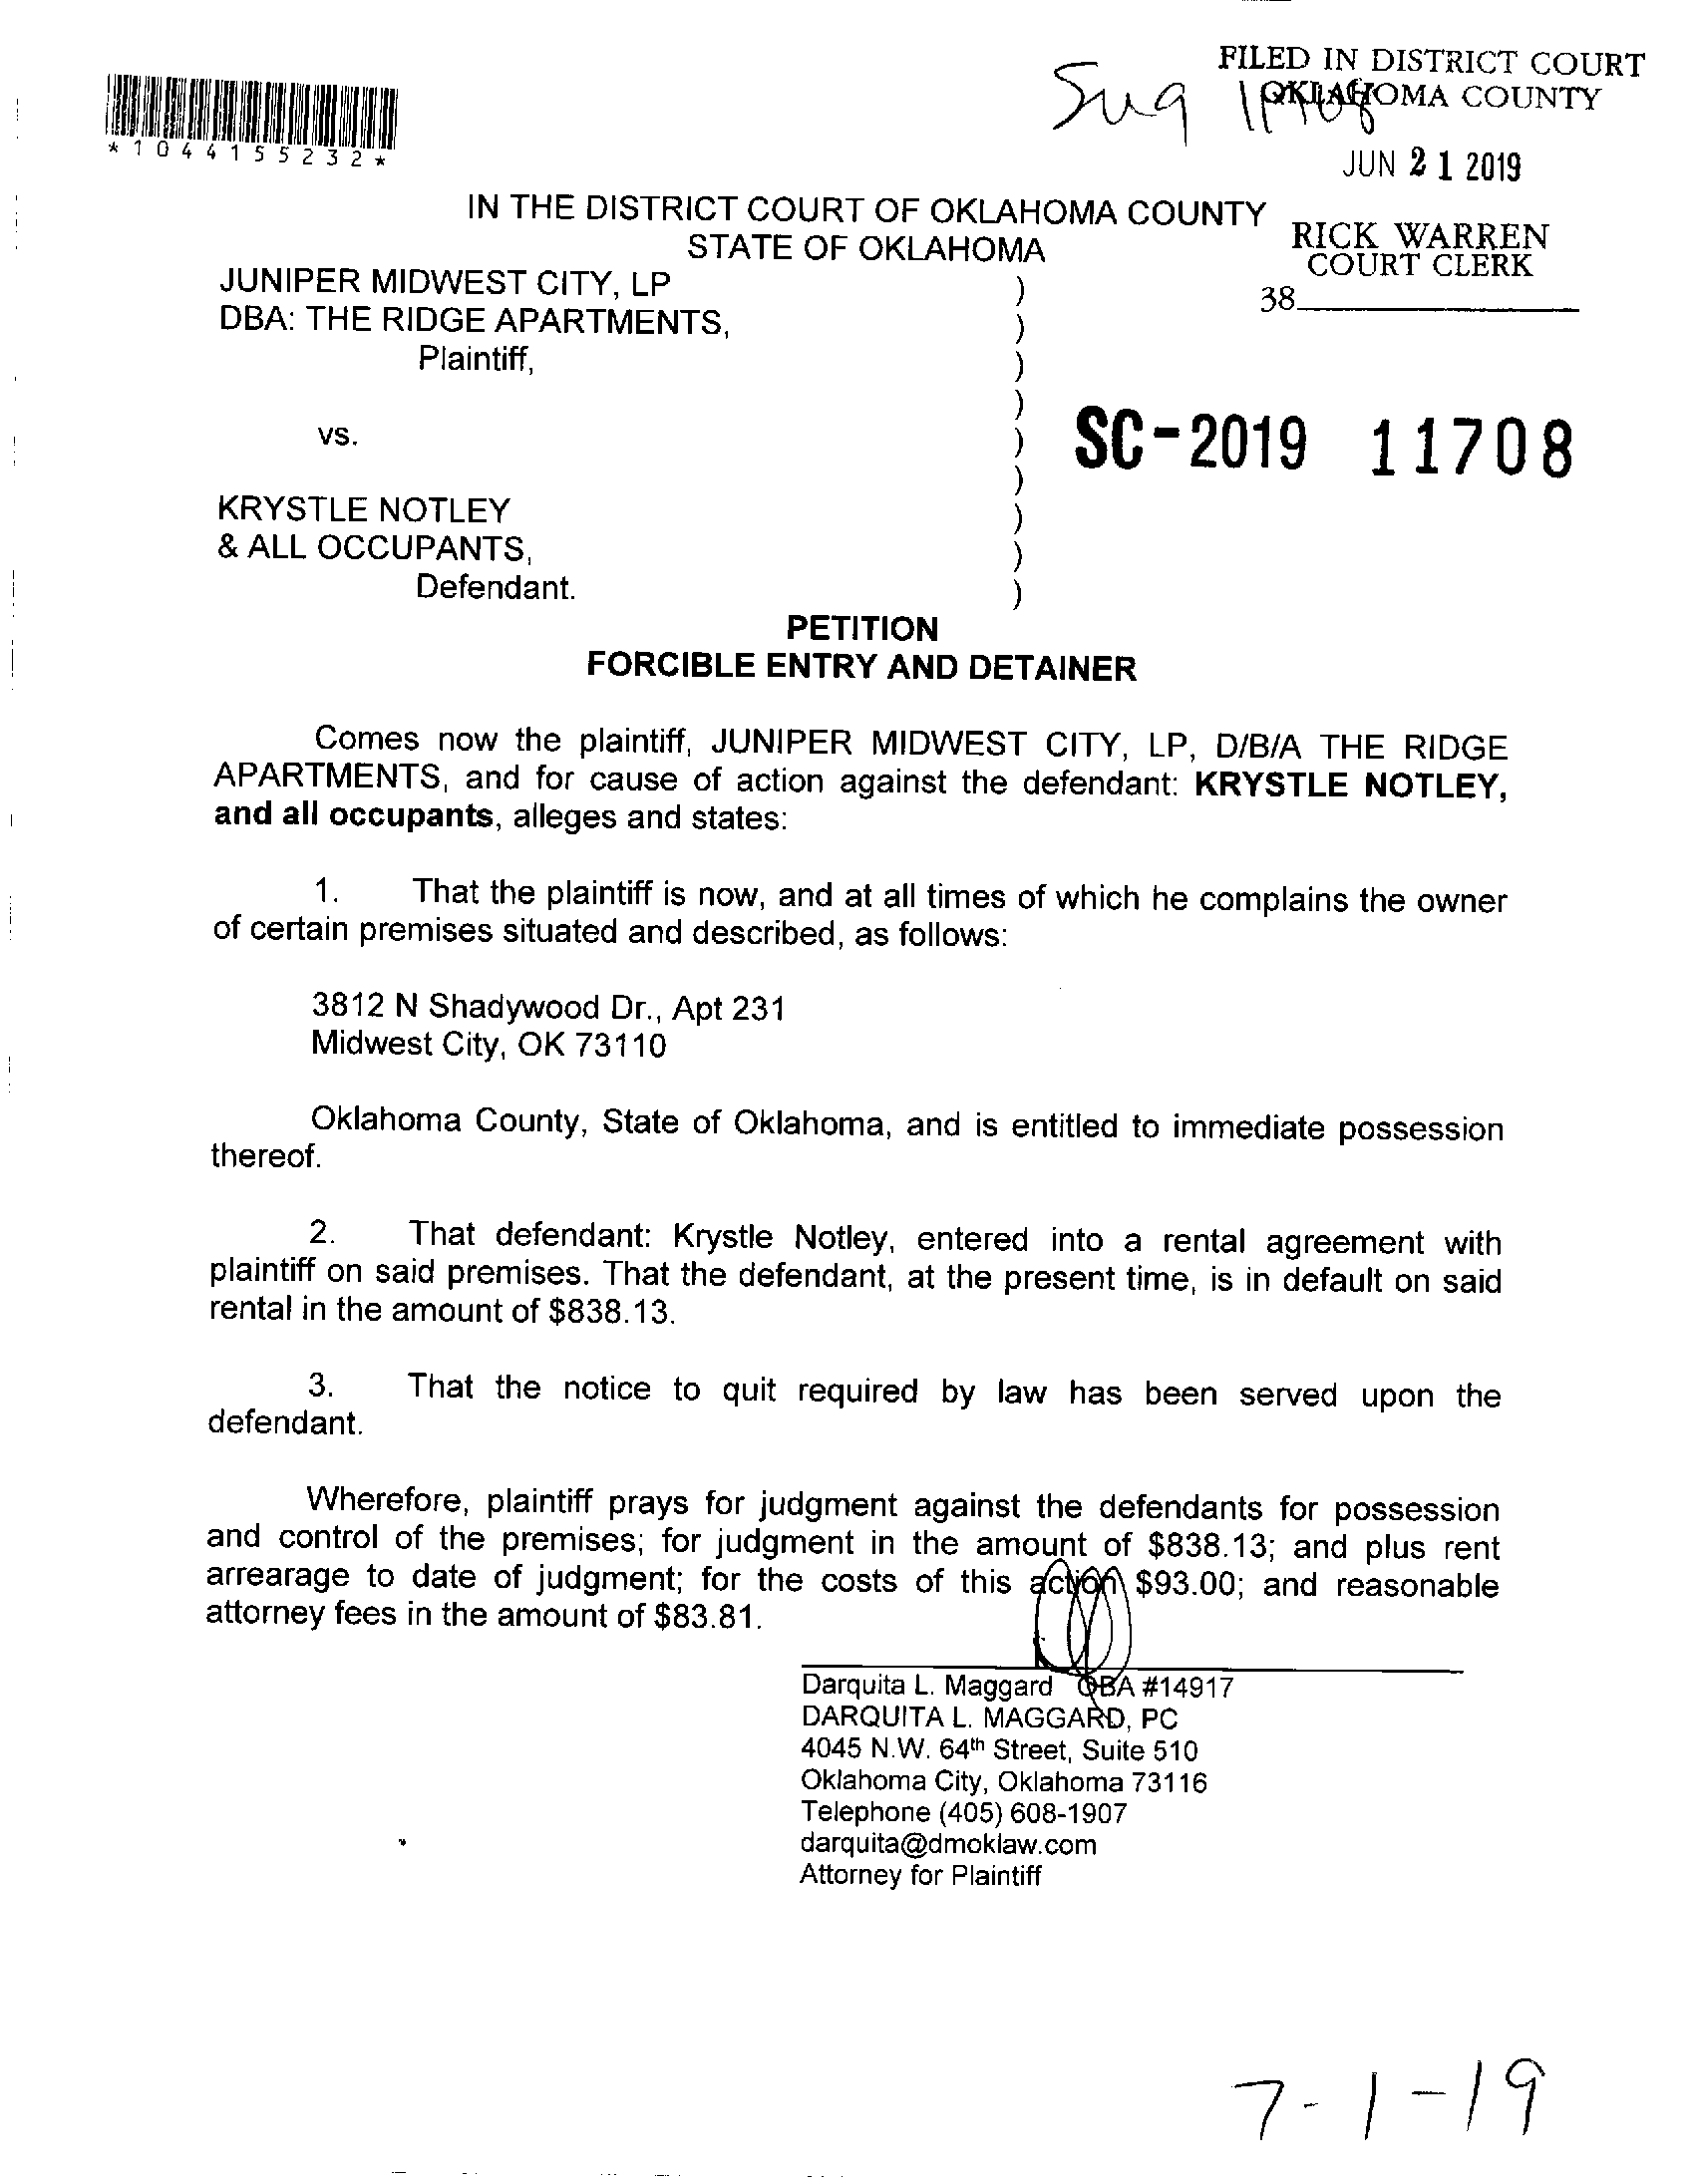 FILED IN DISTRICT COURT
OKLAHOMA COUNTY
*1044155232*
JUN 21 2019
IN THE DISTRICT COURT OF OKLAHOMA COUNTY
STATE OF OKLAHOMA
RICK WARREN
COURT CLERK
38
JUNIPER MIDWEST CITY, LP )
DBA: THE RIDGE APARTMENTS, )
Plaintiff, )
)
vs. )
SC-2019 11708
)
KRYSTLE NOTLEY )
& ALL OCCUPANTS, )
Defendant. )
PETITION
FORCIBLE ENTRY AND DETAINER
Comes now the plaintiff, JUNIPER MIDWEST CITY, LP, D/B/A THE RIDGE
APARTMENTS, and for cause of action against the defendant: KRYSTLE NOTLEY,
and all occupants, alleges and states:
1. That the plaintiff is now, and at all times of which he complains the owner
of certain premises situated and described, as follows:
3812 N Shadywood Dr., Apt 231
Midwest City, OK 73110
Oklahoma County, State of Oklahoma, and is entitled to immediate possession
thereof.
2. That defendant: Krystle Notley, entered into a rental agreement with
plaintiff on said premises. That the defendant, at the present time, is in default on said
rental in the amount of $838.13.
3. That the notice to quit required by law has been served upon the
defendant.
Wherefore, plaintiff prays for judgment against the defendants for possession
and control of the premises; for judgment in the amount of $838.13; and plus rent
arrearage to date of judgment; for the costs of this action $93.00; and reasonable
attorney fees in the amount of $83.81.
Darquita L. Maggard OBA #14917
DARQUITA L. MAGGARD, PC
4045 N.W. 64th Street, Suite 510
Oklahoma City, Oklahoma 73116
Telephone (405) 608-1907
darquita@dmoklaw.com
Attorney for Plaintiff
7-1-19